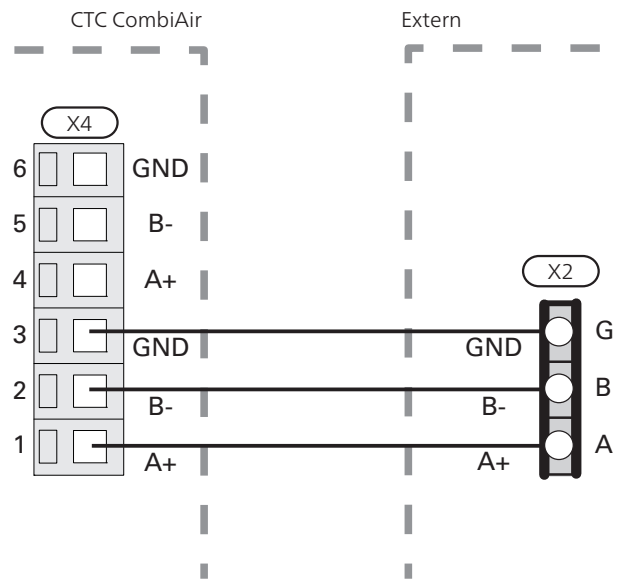 CTC CombiAir Extern
X4
6 GND
5 B-
4 A+
X2
3 GND GND G
2 B- B- B
1 A+ A+ A